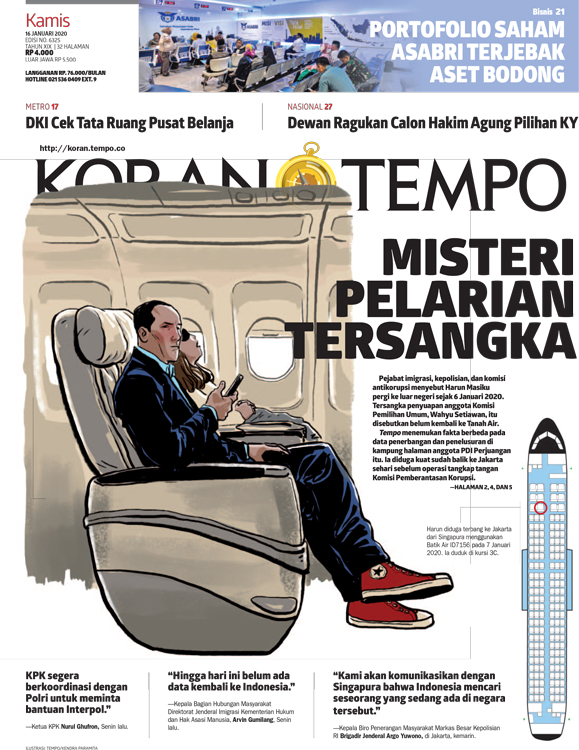 Kamis
16 JANUARI 2020
EDISI NO. 6325
TAHUN XIX | 32 HALAMAN
RP 4.000
LUAR JAWA RP 5.500
LANGGANAN RP. 76.000/BULAN
HOTLINE 021 536 0409 EXT. 9
ASABRI
Bisnis 21
PORTOFOLIO SAHAM
ASABRI TERJEBAK
ASET BODONG
METRO 17
DKI Cek Tata Ruang Pusat Belanja
NASIONAL 27
Dewan Ragukan Calon Hakim Agung Pilihan KY
http://koran.tempo.co
KORAN TEMPO
MISTERI
PELARIAN
TERSANGKA
Pejabat imigrasi, kepolisian, dan komisi
antikorupsi menyebut Harun Masiku
pergi ke luar negeri sejak 6 Januari 2020.
Tersangka penyuapan anggota Komisi
Pemilihan Umum, Wahyu Setiawan, itu
disebutkan belum kembali ke Tanah Air.
Tempo menemukan fakta berbeda pada
data penerbangan dan penelusuran di
kampung halaman anggota PDI Perjuangan
itu. Ia diduga kuat sudah balik ke Jakarta
sehari sebelum operasi tangkap tangan
Komisi Pemberantasan Korupsi.
—HALAMAN 2, 4, DAN 5
Harun diduga terbang ke Jakarta
dari Singapura menggunakan
Batik Air ID7156 pada 7 Januari
2020. Ia duduk di kursi 3C.
KPK segera
berkoordinasi dengan
Polri untuk meminta
bantuan Interpol.”
—Ketua KPK Nurul Ghufron, Senin lalu.
“Hingga hari ini belum ada
data kembali ke Indonesia.”
—Kepala Bagian Hubungan Masyarakat
Direktorat Jenderal Imigrasi Kementerian Hukum
dan Hak Asasi Manusia, Arvin Gumilang, Senin
lalu.
“Kami akan komunikasikan dengan
Singapura bahwa Indonesia mencari
seseorang yang sedang ada di negara
tersebut.”
—Kepala Biro Penerangan Masyarakat Markas Besar Kepolisian
RI Brigadir Jenderal Argo Yuwono, di Jakarta, kemarin.
ILUSTRASI: TEMPO/KENDRA PARAMITA